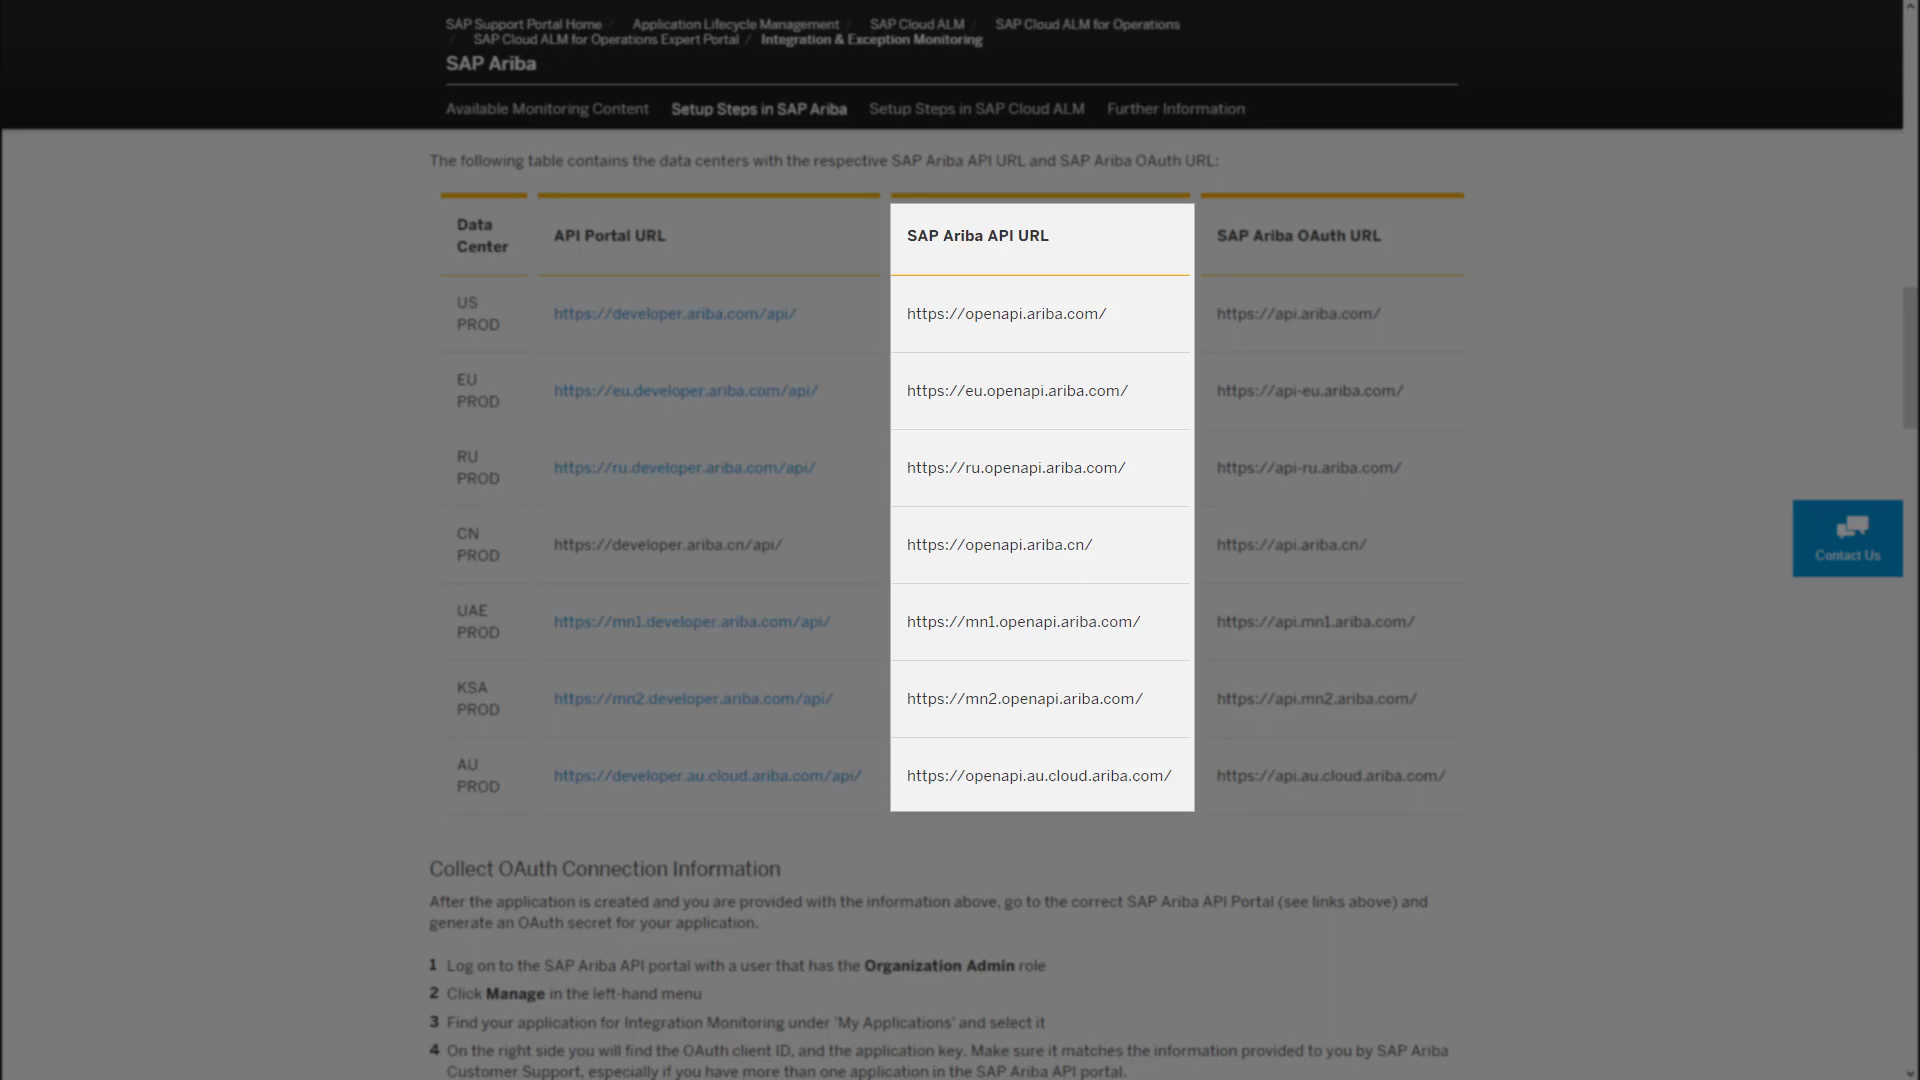 SAP Support Portal Home / Application Lifecycle Management / SAP Cloud ALM / SAP Cloud ALM for Operations
/ SAP Cloud ALM for Operations Expert Portal / Integration & Exception Monitoring
SAP Ariba
Available Monitoring Content Setup Steps in SAP Ariba Setup Steps in SAP Cloud ALM Further Information
The following table contains the data centers with the respective SAP Ariba API URL and SAP Ariba OAuth URL:
Data Center API Portal URL SAP Ariba API URL SAP Ariba OAuth URL
US PROD https://developer.ariba.com/api/ https://openapi.ariba.com/ https://api.ariba.com/
EU PROD https://eu.developer.ariba.com/api/ https://eu.openapi.ariba.com/ https://api-eu.ariba.com/
RU PROD https://ru.developer.ariba.com/api/ https://ru.openapi.ariba.com/ https://api-ru.ariba.com/
CN PROD https://developer.ariba.cn/api/ https://openapi.ariba.cn/ https://api.ariba.cn/
UAE PROD https://mn1.developer.ariba.com/api/ https://mn1.openapi.ariba.com/ https://api.mn1.ariba.com/
KSA PROD https://mn2.developer.ariba.com/api/ https://mn2.openapi.ariba.com/ https://api.mn2.ariba.com/
AU PROD https://developer.au.cloud.ariba.com/api/ https://openapi.au.cloud.ariba.com/ https://api.au.cloud.ariba.com/
Contact Us
Collect OAuth Connection Information
After the application is created and you are provided with the information above, go to the correct SAP Ariba API Portal (see links above) and
generate an OAuth secret for your application.
1 Log on to the SAP Ariba API portal with a user that has the Organization Admin role
2 Click Manage in the left-hand menu
3 Find your application for Integration Monitoring under 'My Applications' and select it
4 On the right side you will find the OAuth client ID, and the application key. Make sure it matches the information provided to you by SAP Ariba
Customer Support, especially if you have more than one application in the SAP Ariba API portal.